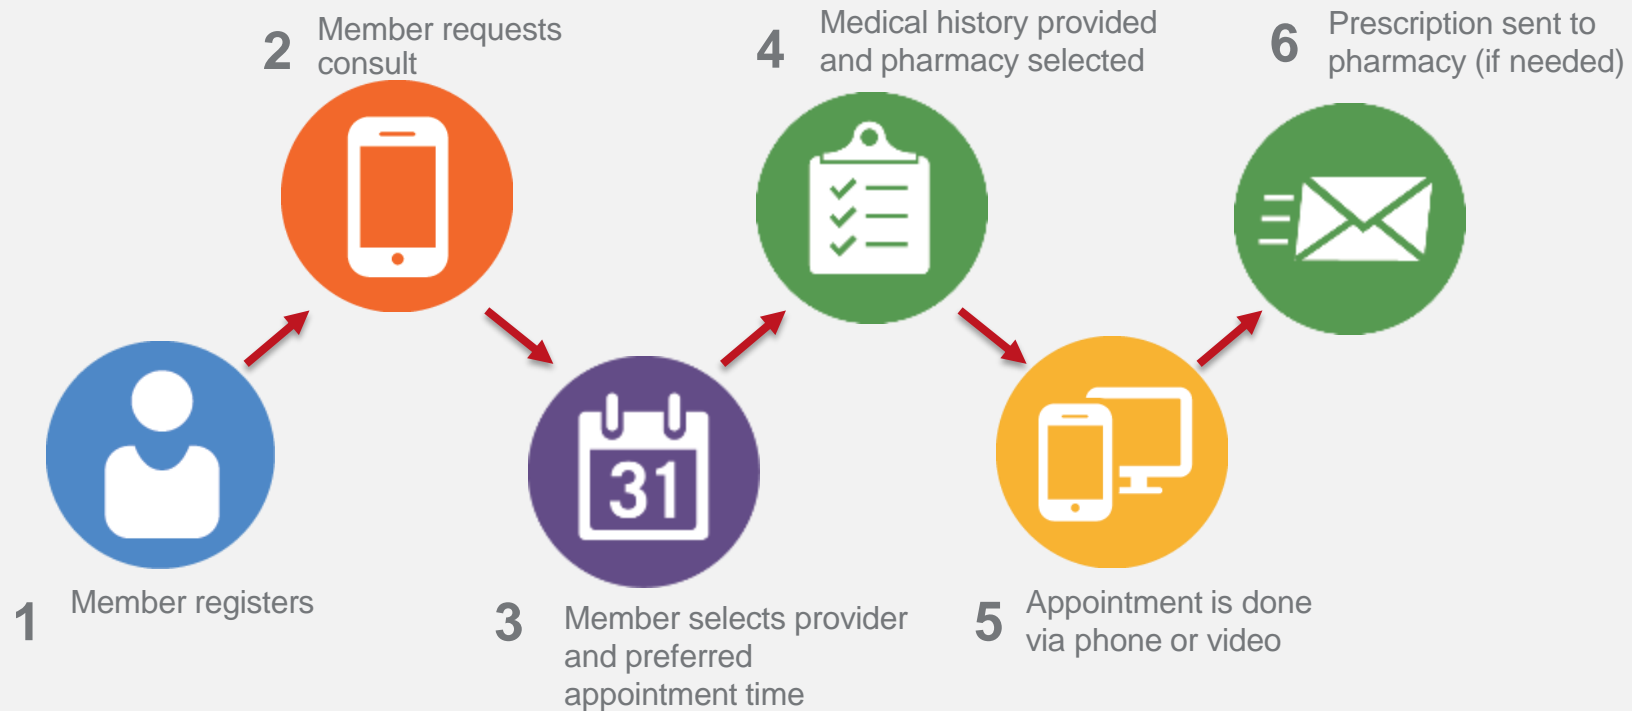 1
Member registers
2
Member requests
consult
3
31
Member selects provider
and preferred
appointment time
4
Medical history provided
and pharmacy selected
5
Appointment is done
via phone or video
6
Prescription sent to
pharmacy (if needed)